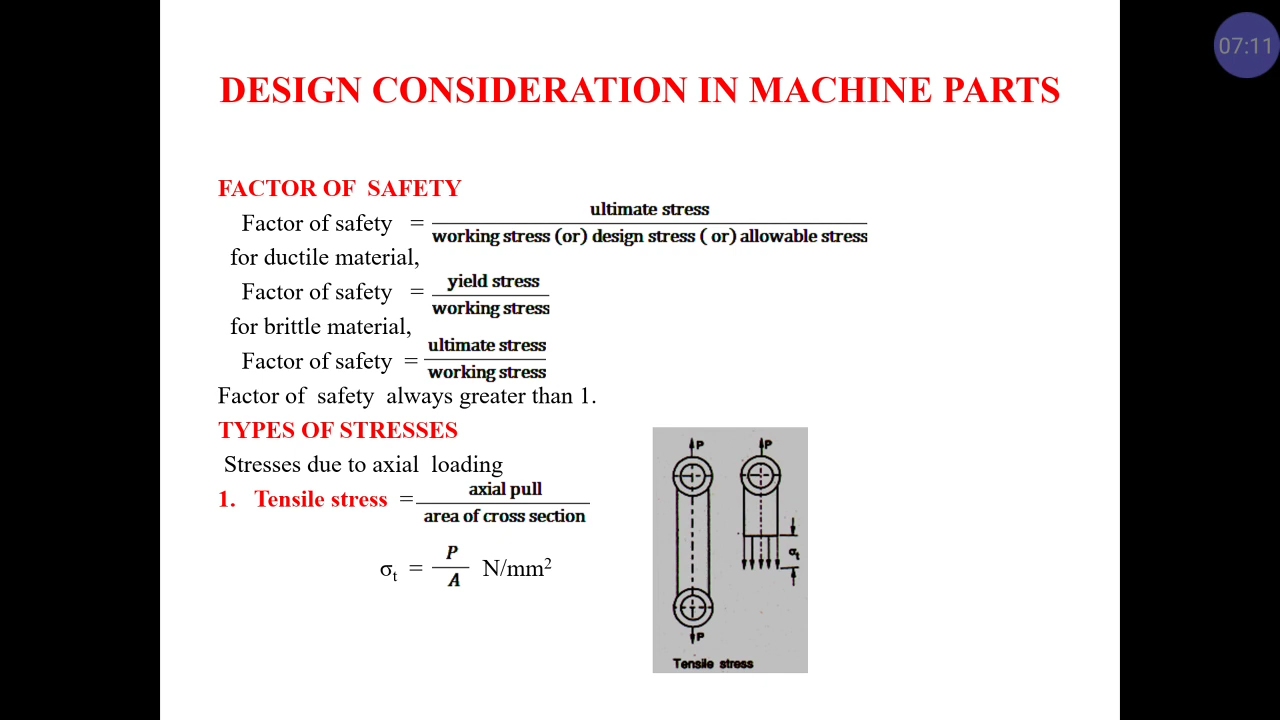 07:11
DESIGN CONSIDERATION IN MACHINE PARTS
FACTOR OF SAFETY
Factor of safety = ultimate stress / working stress (or) design stress ( or) allowable stress
for ductile material,
Factor of safety = yield stress / working stress
for brittle material,
Factor of safety = ultimate stress / working stress
Factor of safety always greater than 1.
TYPES OF STRESSES
Stresses due to axial loading
1. Tensile stress = axial pull / area of cross section
σt = P / A N/mm²
P P
σt
P
Tensile stress